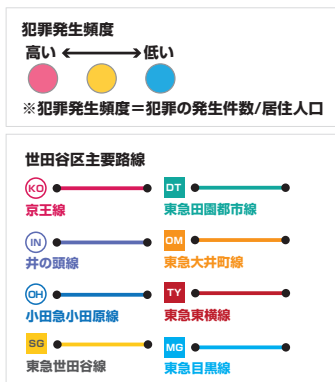 犯罪発生頻度
高い 低い
※犯罪発生頻度＝犯罪の発生件数/居住人口
世田谷区主要路線
KO
京王線
DT
東急田園都市線
IN
井の頭線
OM
東急大井町線
OH
小田急小田原線
TY
東急東横線
SG
東急世田谷線
MG
東急目黒線